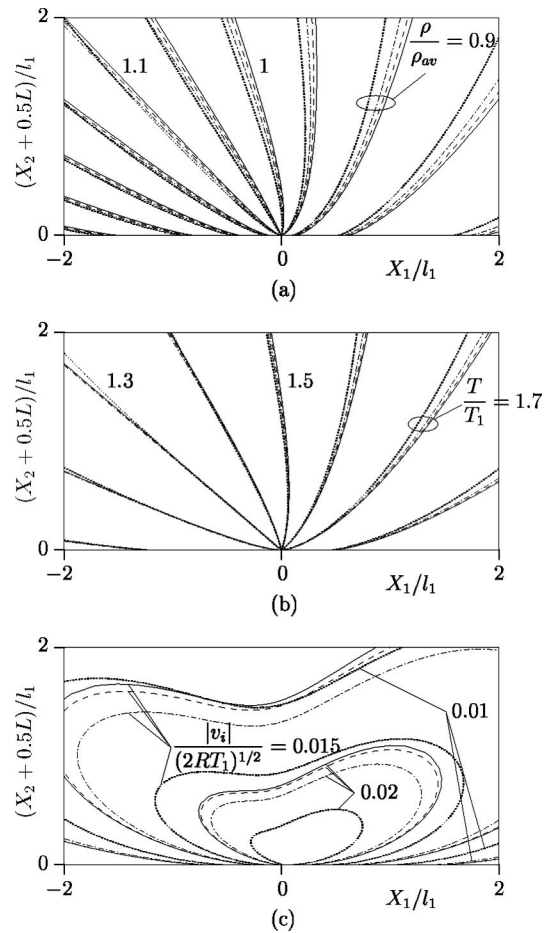 2
(X₂ + 0.5L)/l₁
1.1
1
ρ/ρ_av = 0.9
0
−2
0
X₁/l₁
2
(a)
2
(X₂ + 0.5L)/l₁
1.3
1.5
T/T₁ = 1.7
0
−2
0
X₁/l₁
2
(b)
2
(X₂ + 0.5L)/l₁
|v_i|/(2RT₁)^{1/2} = 0.015
0.01
0.02
0
−2
0
X₁/l₁
2
(c)